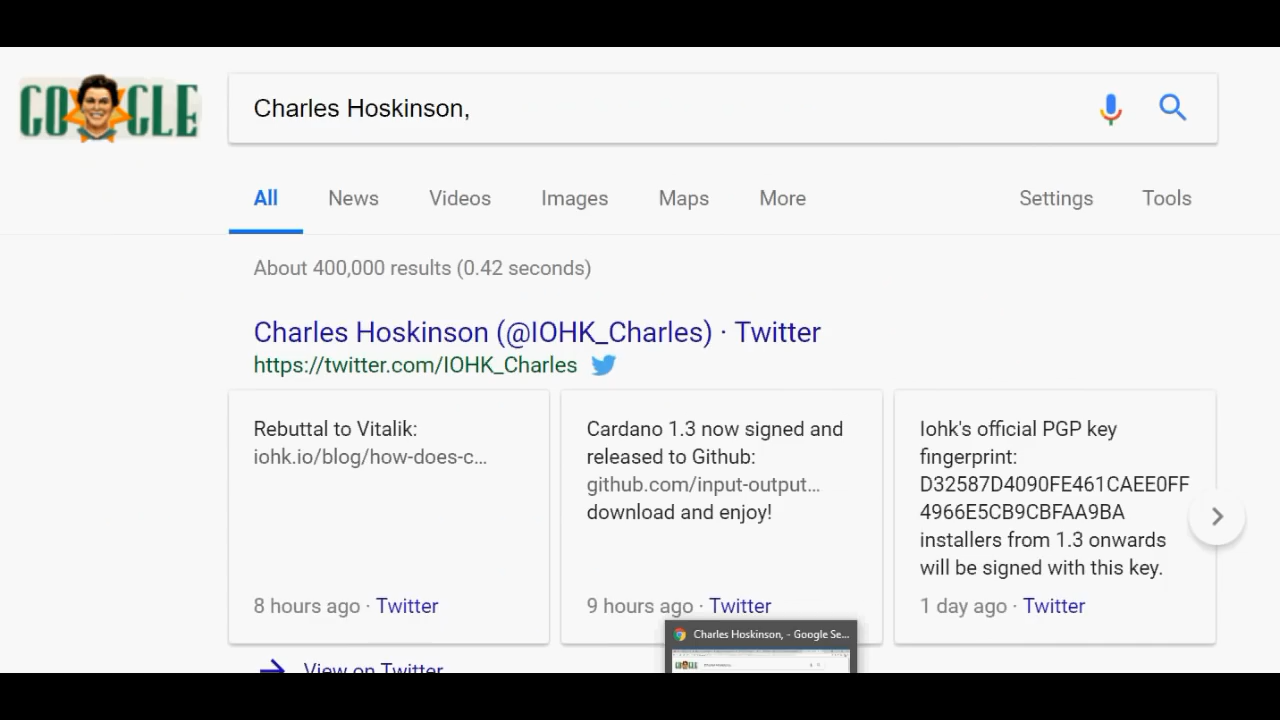 GOOGLE
Charles Hoskinson,
All News Videos Images Maps More Settings Tools
About 400,000 results (0.42 seconds)
Charles Hoskinson (@IOHK_Charles) · Twitter
https://twitter.com/IOHK_Charles
Rebuttal to Vitalik:
iohk.io/blog/how-does-c...
8 hours ago · Twitter
Cardano 1.3 now signed and
released to Github:
github.com/input-output...
download and enjoy!
9 hours ago · Twitter
Iohk's official PGP key
fingerprint:
D32587D4090FE461CAEE0FF
4966E5CB9CBFAA9BA
installers from 1.3 onwards
will be signed with this key.
1 day ago · Twitter
View on Twitter
Charles Hoskinson, - Google Se...